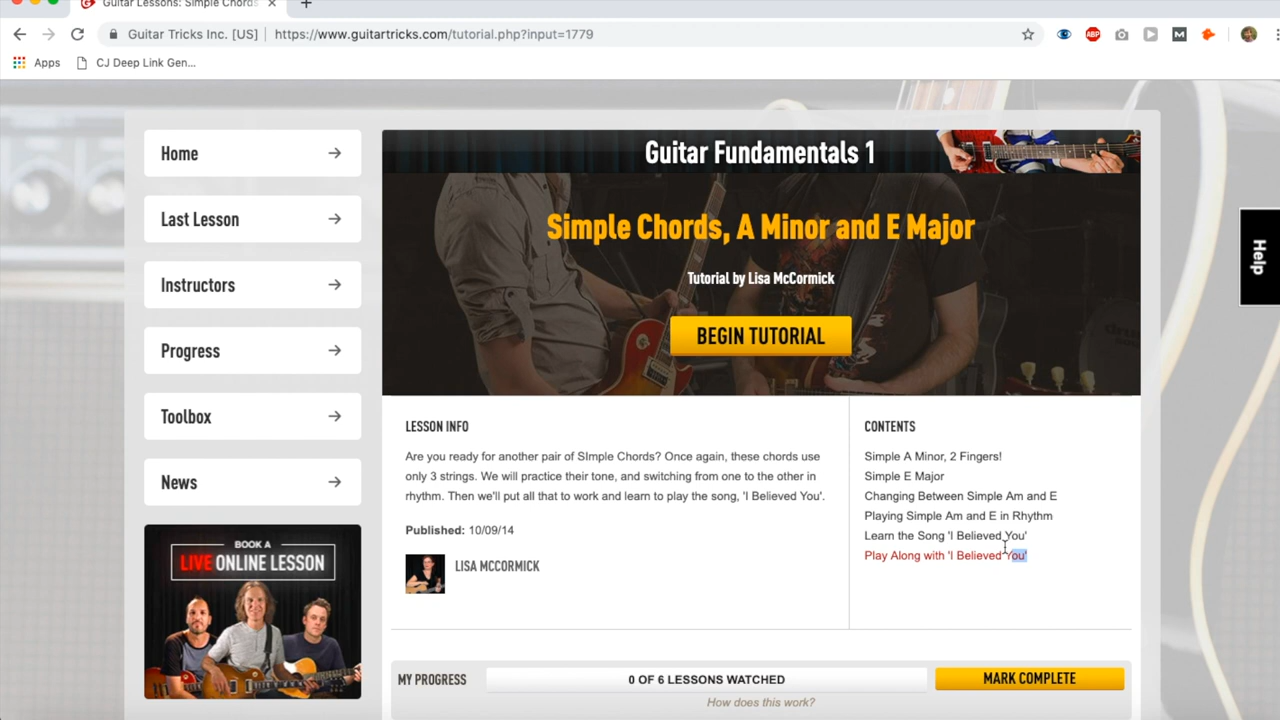 Guitar Lessons: Simple Chords
Guitar Tricks Inc. [US]
https://www.guitartricks.com/tutorial.php?input=1779
ABP
M
Apps
CJ Deep Link Gen...
Home
Last Lesson
Instructors
Progress
Toolbox
News
BOOK A
LIVE ONLINE LESSON
Guitar Fundamentals 1
Simple Chords, A Minor and E Major
Tutorial by Lisa McCormick
BEGIN TUTORIAL
LESSON INFO
Are you ready for another pair of SImple Chords? Once again, these chords use
only 3 strings. We will practice their tone, and switching from one to the other in
rhythm. Then we'll put all that to work and learn to play the song, 'I Believed You'.
Published: 10/09/14
LISA MCCORMICK
CONTENTS
Simple A Minor, 2 Fingers!
Simple E Major
Changing Between Simple Am and E
Playing Simple Am and E in Rhythm
Learn the Song 'I Believed You'
Play Along with 'I Believed You'
MY PROGRESS
0 OF 6 LESSONS WATCHED
MARK COMPLETE
How does this work?
Help